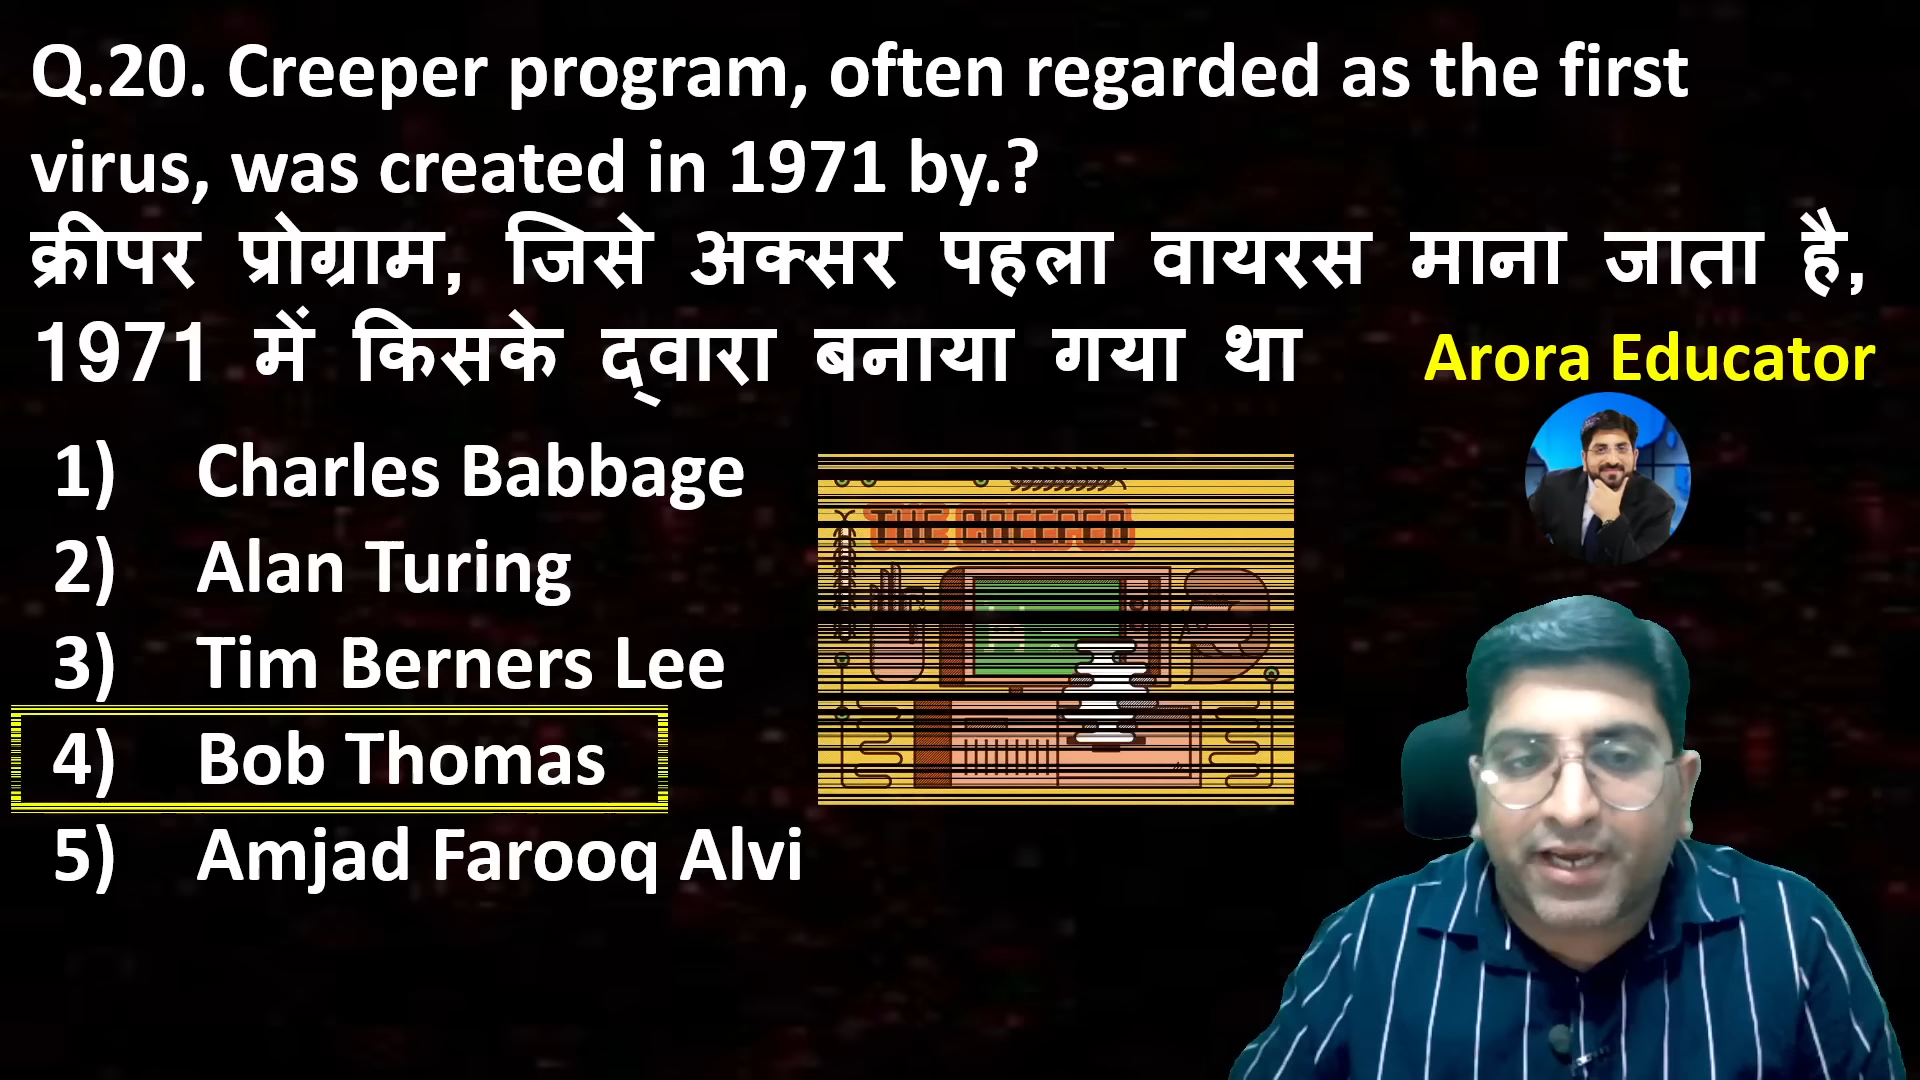 Q.20. Creeper program, often regarded as the first
virus, was created in 1971 by.?
क्रीपर प्रोग्राम, जिसे अक्सर पहला वायरस माना जाता है,
1971 में किसके द्वारा बनाया गया था
Arora Educator
1) Charles Babbage
2) Alan Turing
3) Tim Berners Lee
4) Bob Thomas
5) Amjad Farooq Alvi
THE CREEPER